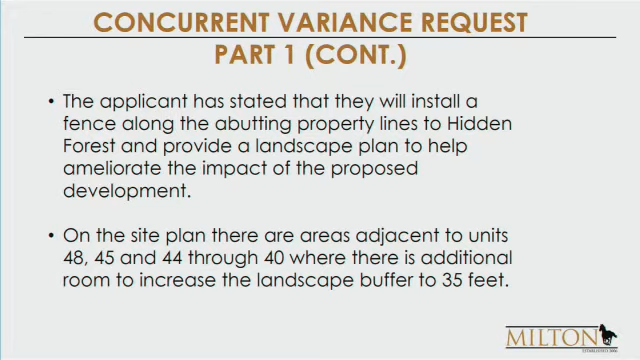 CONCURRENT VARIANCE REQUEST
PART 1 (CONT.)
• The applicant has stated that they will install a
fence along the abutting property lines to Hidden
Forest and provide a landscape plan to help
ameliorate the impact of the proposed
development.
• On the site plan there are areas adjacent to units
48, 45 and 44 through 40 where there is additional
room to increase the landscape buffer to 35 feet.
MILTON